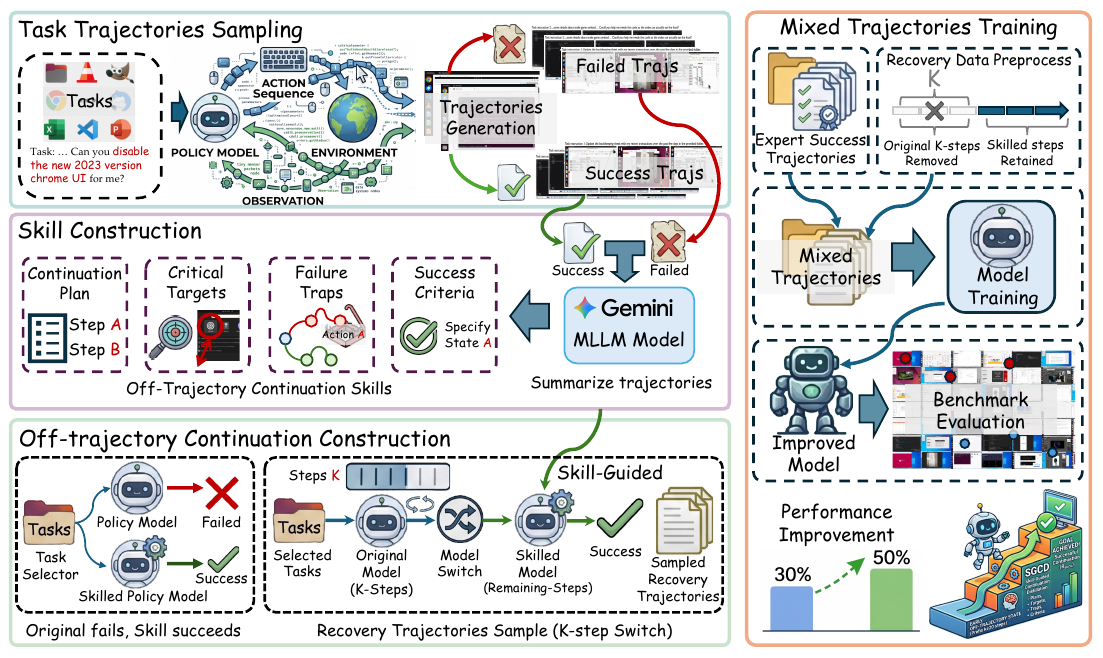 Task Trajectories Sampling
Tasks
Task: … Can you disable
the new 2023 version
chrome UI for me?
ACTION
Sequence
POLICY MODEL
ENVIRONMENT
OBSERVATION
Trajectories
Generation
Failed Trajs
Success Trajs
Skill Construction
Continuation
Plan
Step A
Step B
Critical
Targets
Failure
Traps
Action A
Success
Criteria
Specify
State A
Off-Trajectory Continuation Skills
Success
Failed
Gemini
MLLM Model
Summarize trajectories
Off-trajectory Continuation Construction
Tasks
Task
Selector
Policy Model
Failed
Skilled Policy Model
Success
Original fails, Skill succeeds
Steps K
Skill-Guided
Tasks
Selected
Tasks
Original
Model
(K-Steps)
Model
Switch
Skilled
Model
(Remaining-Steps)
Success
Sampled
Recovery
Trajectories
Recovery Trajectories Sample (K-step Switch)
Mixed Trajectories Training
Expert Success
Trajectories
Recovery Data Preprocess
K
Original K-steps
Removed
Skilled steps
Retained
Mixed
Trajectories
Model
Training
Improved
Model
Benchmark
Evaluation
Performance
Improvement
30%
50%
GOAL
ACHIEVED!
Successful
Continuation
SGCD